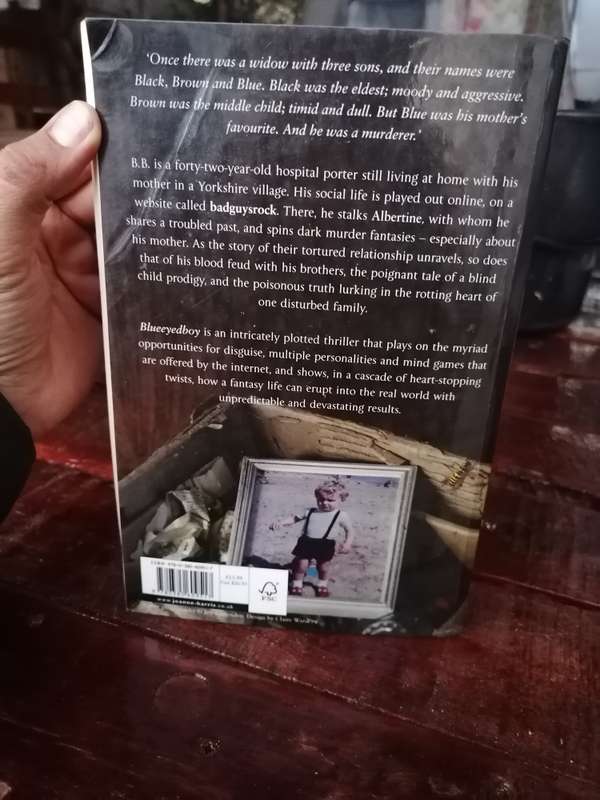 'Once there was a widow with three sons, and their names were
Black, Brown and Blue. Black was the eldest; moody and aggressive.
Brown was the middle child; timid and dull. But Blue was his mother's
favourite. And he was a murderer.'
B.B. is a forty-two-year-old hospital porter still living at home with his
mother in a Yorkshire village. His social life is played out online, on a
website called badguysrock. There, he stalks Albertine, with whom he
shares a troubled past, and spins dark murder fantasies – especially about
his mother. As the story of their tortured relationship unravels, so does
that of his blood feud with his brothers, the poignant tale of a blind
child prodigy, and the poisonous truth lurking in the rotting heart of
one disturbed family.
Blueeyedboy is an intricately plotted thriller that plays on the myriad
opportunities for disguise, multiple personalities and mind games that
are offered by the internet, and shows, in a cascade of heart-stopping
twists, how a fantasy life can erupt into the real world with
unpredictable and devastating results.
FSC
www.joanne-harris.co.uk
Design by Claire Ward